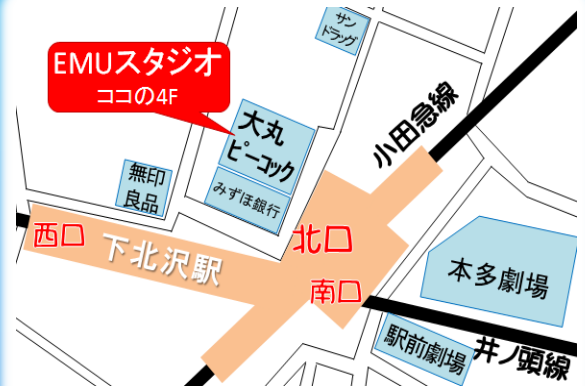 サン
ドラッグ
EMUスタジオ
ココの4F
大丸
ピーコック
小田急線
無印
良品
みずほ銀行
西口
下北沢駅
北口
南口
本多劇場
駅前劇場
井ノ頭線